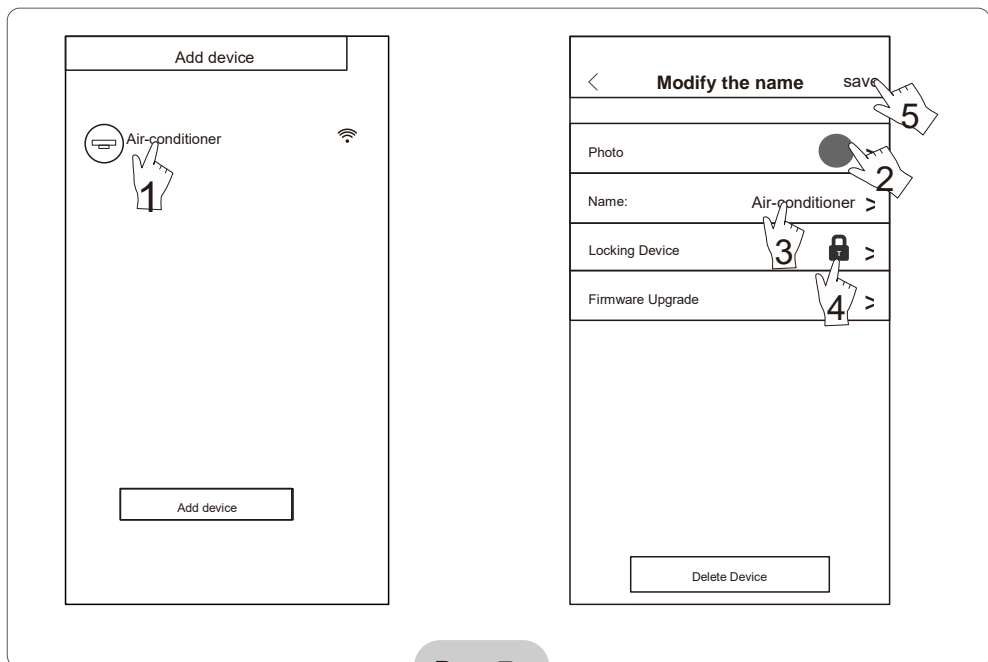 Add device
Air-conditioner
1
Add device
Modify the name save
5
Photo >
2
Name: Air-conditioner >
3
Locking Device >
4
Firmware Upgrade >
Delete Device